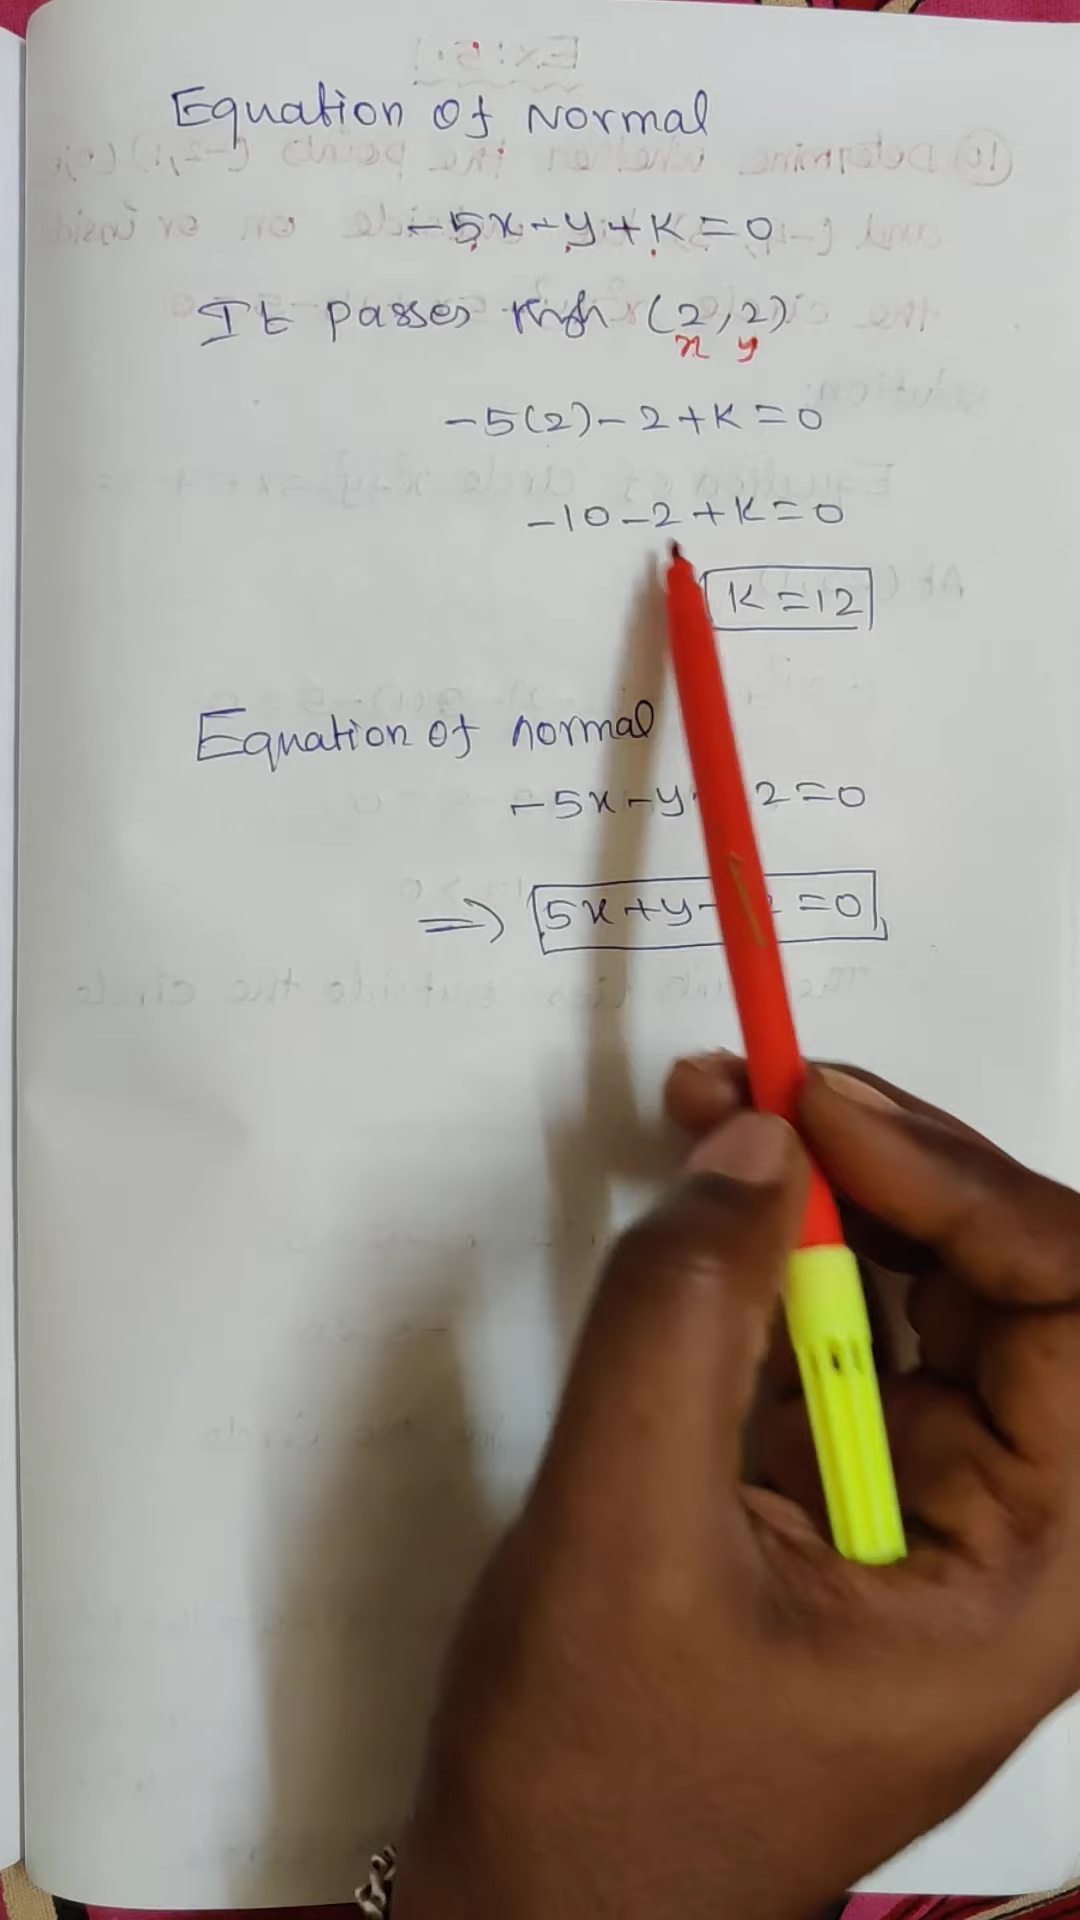 Equation of Normal
-5x-y+K=0
It passes (2,2)
x y
-5(2)-2+K=0
-10-2+K=0
K=12
Equation of normal
-5x-y 2=0
=> 5x+y- 2=0